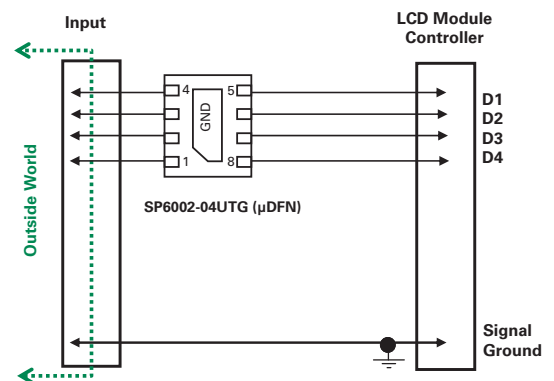 Input
LCD Module
Controller
4
5
D1
D2
GND
D3
1
8
D4
SP6002-04UTG (µDFN)
Outside World
Signal
Ground